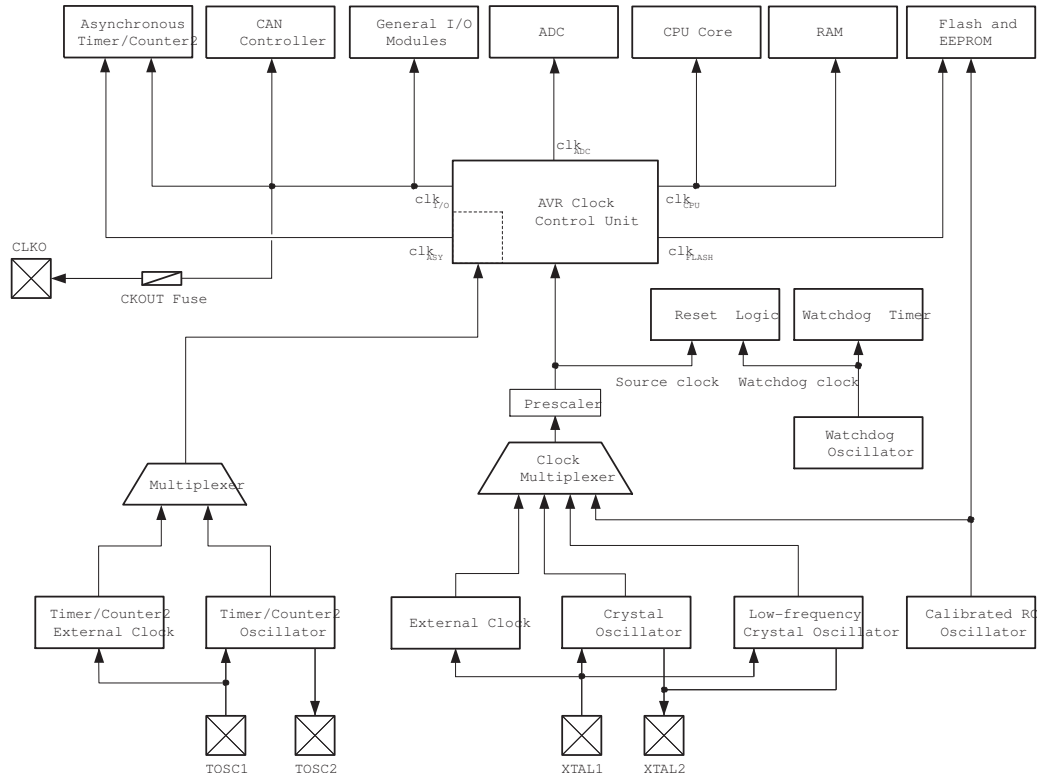 Asynchronous
Timer/Counter2
CAN
Controller
General I/O
Modules
ADC
CPU Core
RAM
Flash and
EEPROM
clkADC
clkI/O
AVR Clock
Control Unit
clkCPU
clkASY
clkFLASH
CLKO
CKOUT Fuse
Reset Logic
Watchdog Timer
Source clock
Watchdog clock
Prescaler
Watchdog
Oscillator
Clock
Multiplexer
Multiplexer
Timer/Counter2
External Clock
Timer/Counter2
Oscillator
External Clock
Crystal
Oscillator
Low-frequency
Crystal Oscillator
Calibrated RC
Oscillator
TOSC1
TOSC2
XTAL1
XTAL2